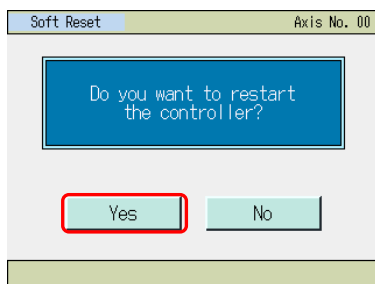 Soft Reset Axis No. 00
Do you want to restart
the controller?
Yes No